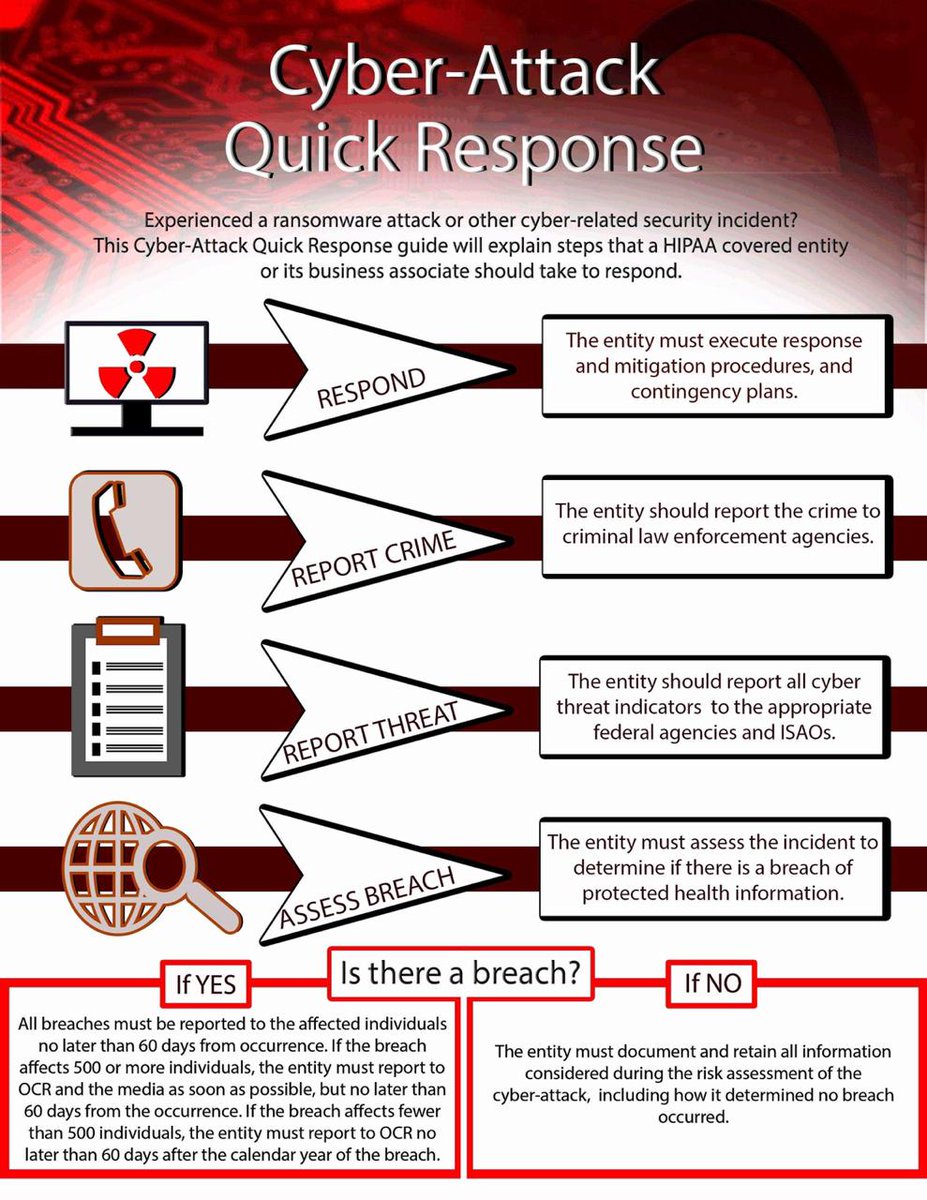 Cyber-Attack
Quick Response
Experienced a ransomware attack or other cyber-related security incident?
This Cyber-Attack Quick Response guide will explain steps that a HIPAA covered entity
or its business associate should take to respond.
RESPOND
The entity must execute response
and mitigation procedures, and
contingency plans.
REPORT CRIME
The entity should report the crime to
criminal law enforcement agencies.
REPORT THREAT
The entity should report all cyber
threat indicators to the appropriate
federal agencies and ISAOs.
ASSESS BREACH
The entity must assess the incident to
determine if there is a breach of
protected health information.
Is there a breach?
If YES
All breaches must be reported to the affected individuals
no later than 60 days from occurrence. If the breach
affects 500 or more individuals, the entity must report to
OCR and the media as soon as possible, but no later than
60 days from the occurrence. If the breach affects fewer
than 500 individuals, the entity must report to OCR no
later than 60 days after the calendar year of the breach.
If NO
The entity must document and retain all information
considered during the risk assessment of the
cyber-attack, including how it determined no breach
occurred.